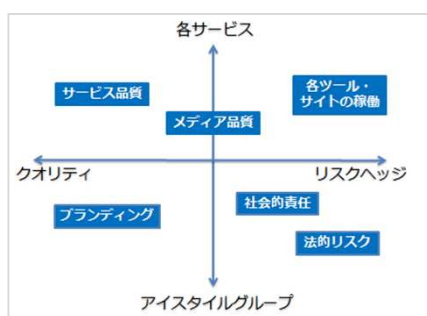 各サービス
サービス品質
各ツール・
サイトの稼働
メディア品質
クオリティ
リスクヘッジ
ブランディング
社会的責任
法的リスク
アイスタイルグループ